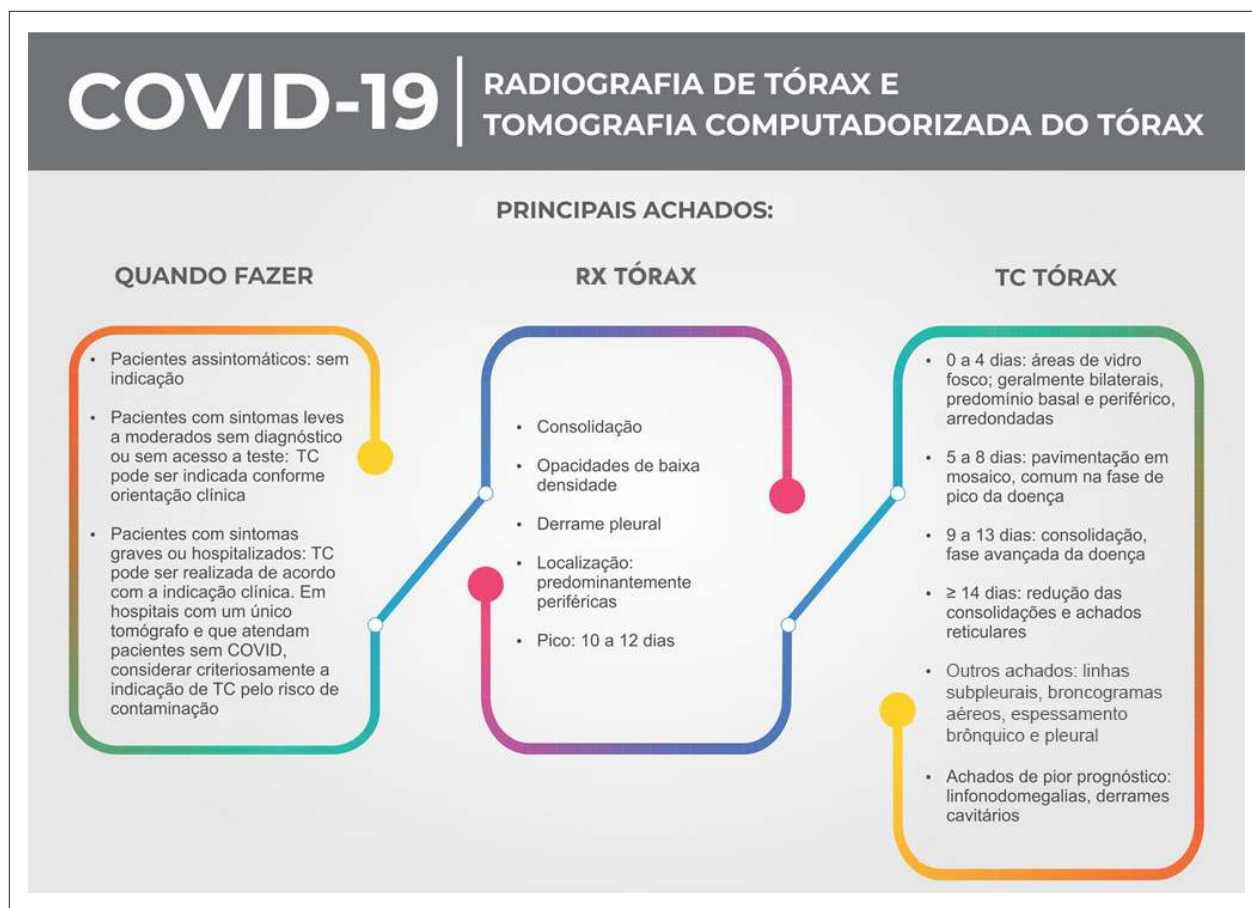 COVID-19
RADIOGRAFIA DE TÓRAX E
TOMOGRAFIA COMPUTADORIZADA DO TÓRAX
PRINCIPAIS ACHADOS:
QUANDO FAZER
• Pacientes assintomáticos: sem
indicação
• Pacientes com sintomas leves
a moderados sem diagnóstico
ou sem acesso a teste: TC
pode ser indicada conforme
orientação clínica
• Pacientes com sintomas
graves ou hospitalizados: TC
pode ser realizada de acordo
com a indicação clínica. Em
hospitais com um único
tomógrafo e que atendam
pacientes sem COVID,
considerar criteriosamente a
indicação de TC pelo risco de
contaminação
RX TÓRAX
• Consolidação
• Opacidades de baixa
densidade
• Derrame pleural
• Localização:
predominantemente
periféricas
• Pico: 10 a 12 dias
TC TÓRAX
• 0 a 4 dias: áreas de vidro
fosco; geralmente bilaterais,
predomínio basal e periférico,
arredondadas
• 5 a 8 dias: pavimentação em
mosaico, comum na fase de
pico da doença
• 9 a 13 dias: consolidação,
fase avançada da doença
• ≥ 14 dias: redução das
consolidações e achados
reticulares
• Outros achados: linhas
subpleurais, broncogramas
aéreos, espessamento
brônquico e pleural
• Achados de pior prognóstico:
linfonodomegalias, derrames
cavitários